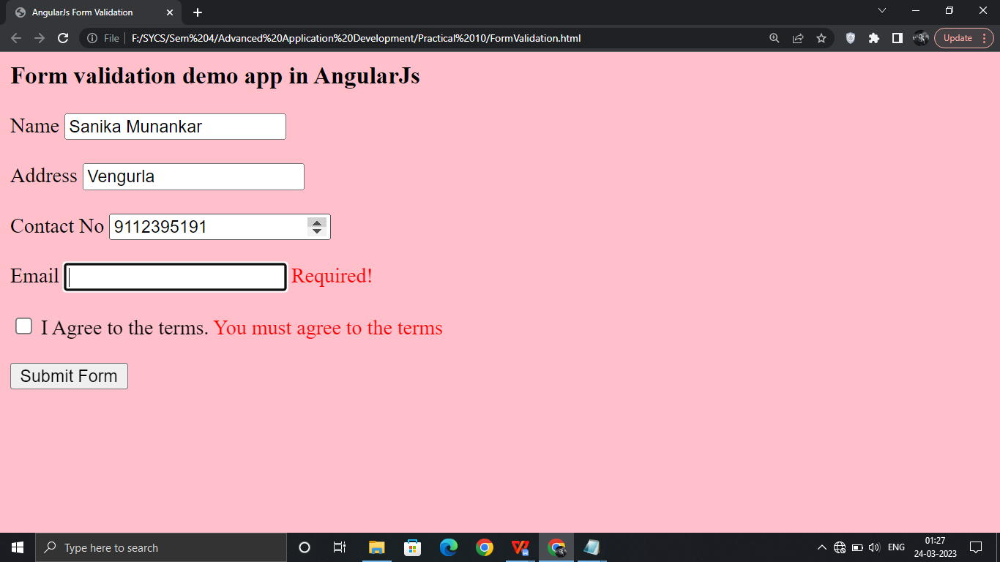 AngularJs Form Validation
File F:/SYCS/Sem%204/Advanced%20Application%20Development/Practical%2010/FormValidation.html Update
Form validation demo app in AngularJs
Name Sanika Munankar
Address Vengurla
Contact No 9112395191
Email Required!
I Agree to the terms. You must agree to the terms
Submit Form
Type here to search
ENG
01:27
24-03-2023